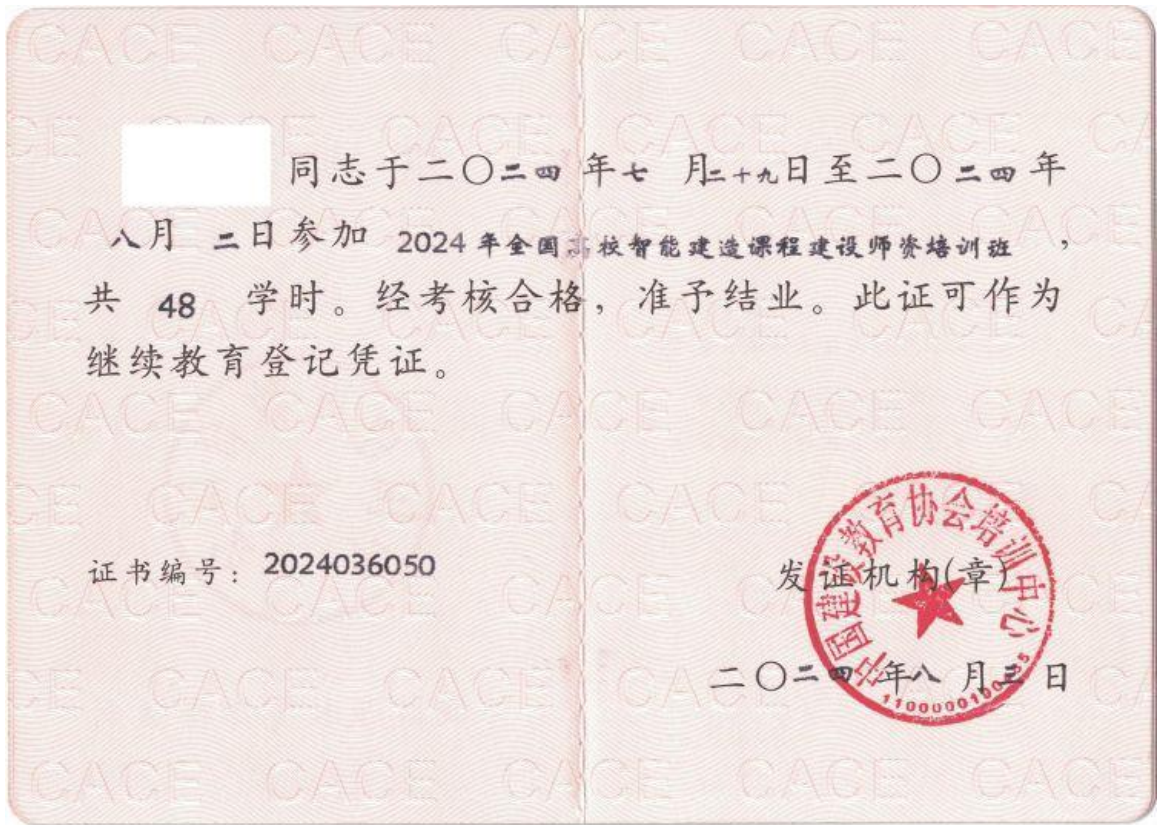 同志于二〇二四年七月二十九日至二〇二四年
八月二日参加 2024年全国高校智能建造课程建设师资培训班，
共 48 学时。经考核合格，准予结业。此证可作为
继续教育登记凭证。
证书编号：2024036050
发证机构(章)
中国建设教育协会培训中心
二〇二四年八月三日
CACE